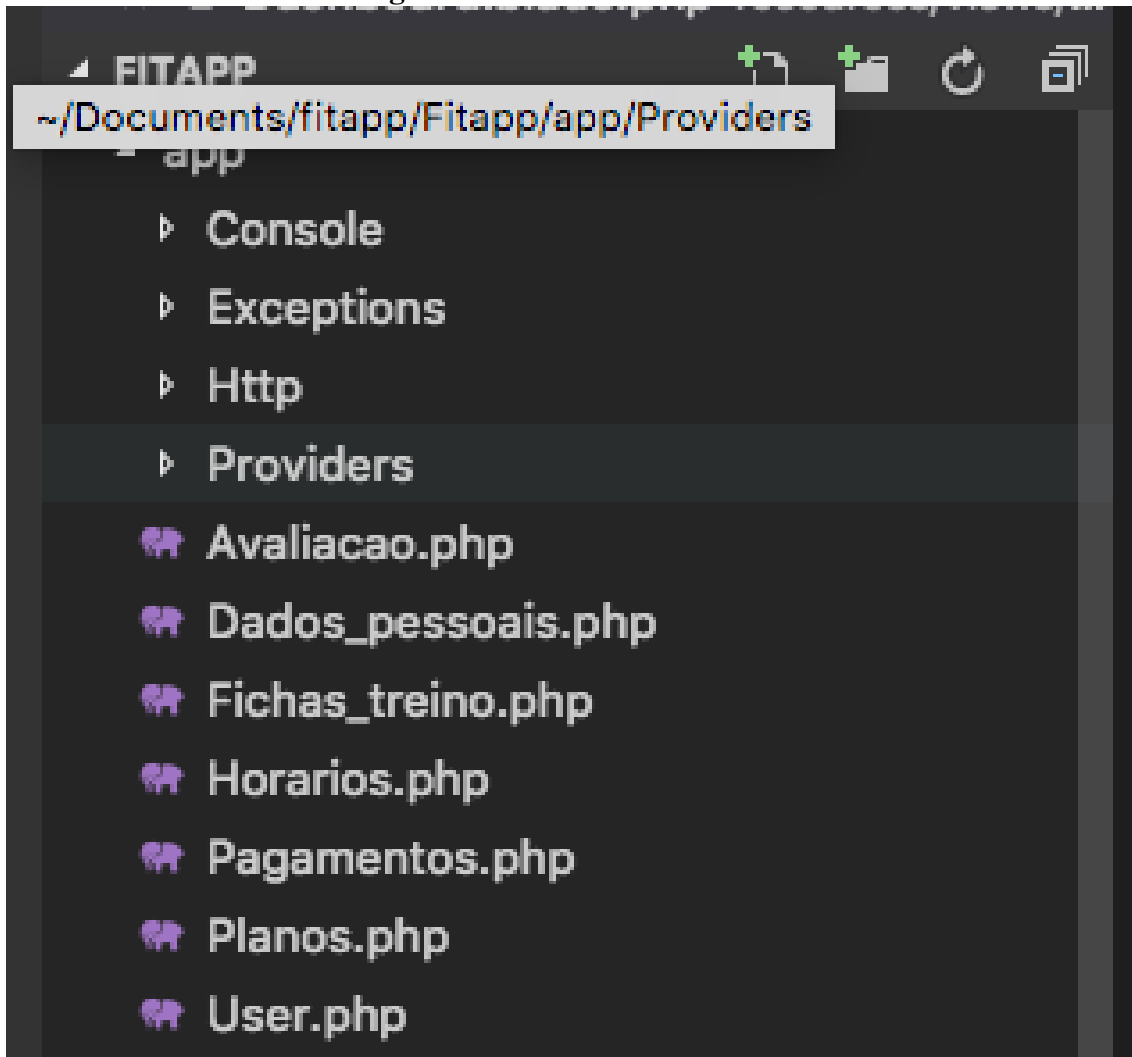 FITAPP
~/Documents/fitapp/Fitapp/app/Providers
app
Console
Exceptions
Http
Providers
Avaliacao.php
Dados_pessoais.php
Fichas_treino.php
Horarios.php
Pagamentos.php
Planos.php
User.php